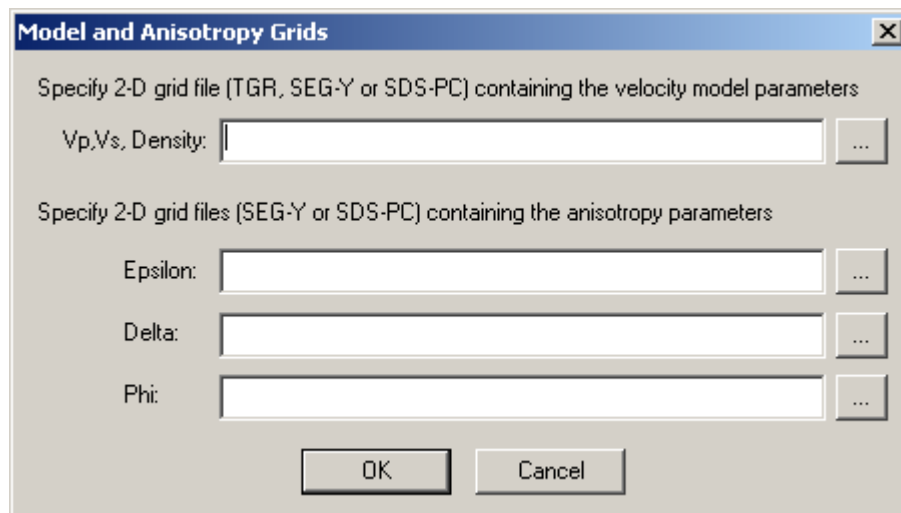 Model and Anisotropy Grids
Specify 2-D grid file (TGR, SEG-Y or SDS-PC) containing the velocity model parameters
Vp,Vs, Density:
...
Specify 2-D grid files (SEG-Y or SDS-PC) containing the anisotropy parameters
Epsilon:
...
Delta:
...
Phi:
...
OK Cancel